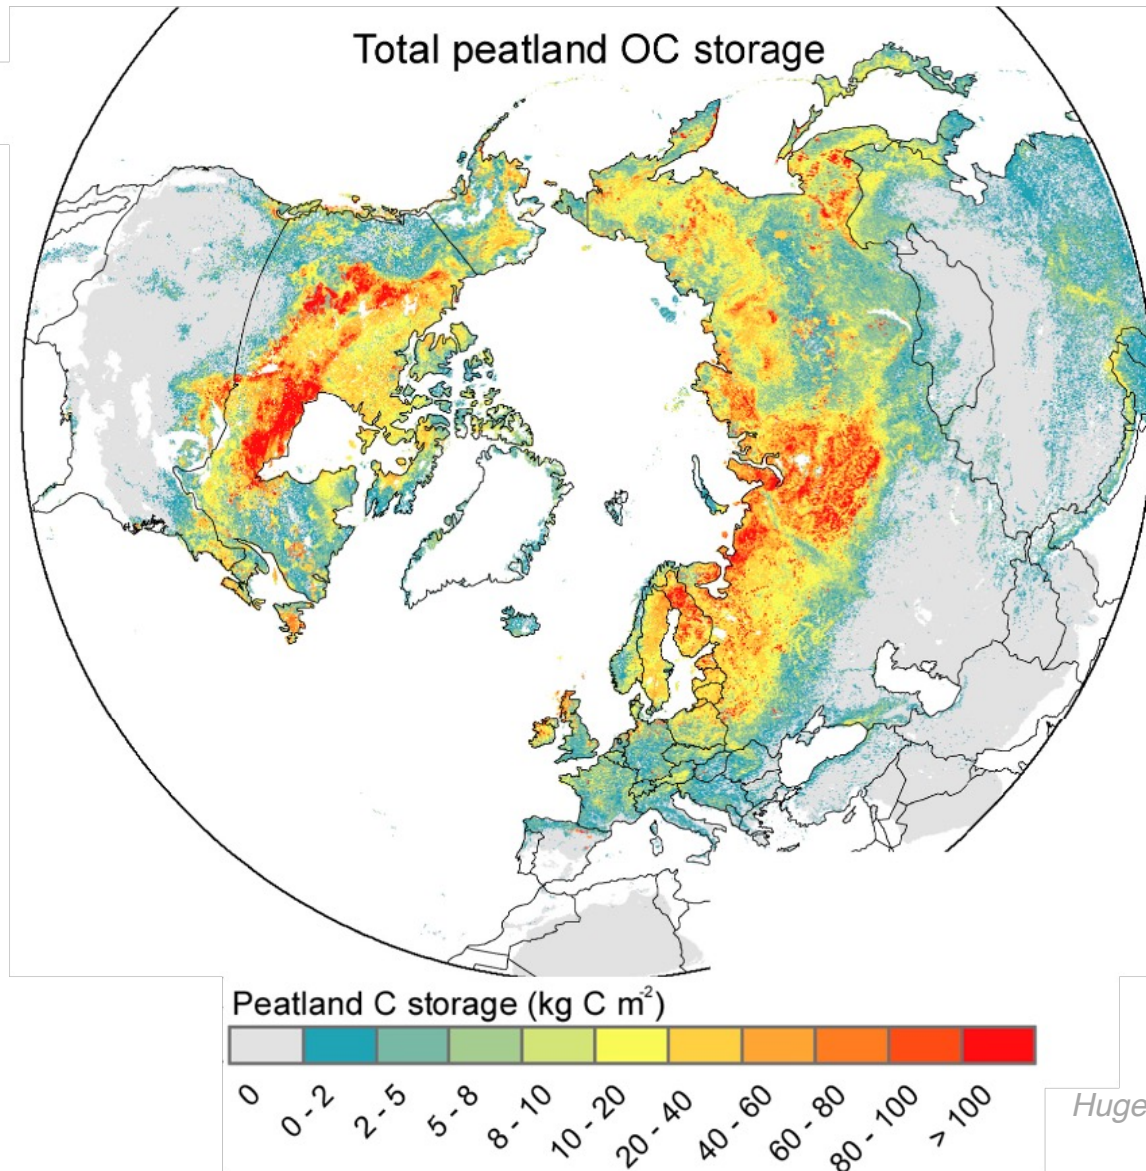 Total peatland OC storage
Peatland C storage (kg C m-2)
0
0 - 2
2 - 5
5 - 8
8 - 10
10 - 20
20 - 40
40 - 60
60 - 80
80 - 100
> 100
Huge